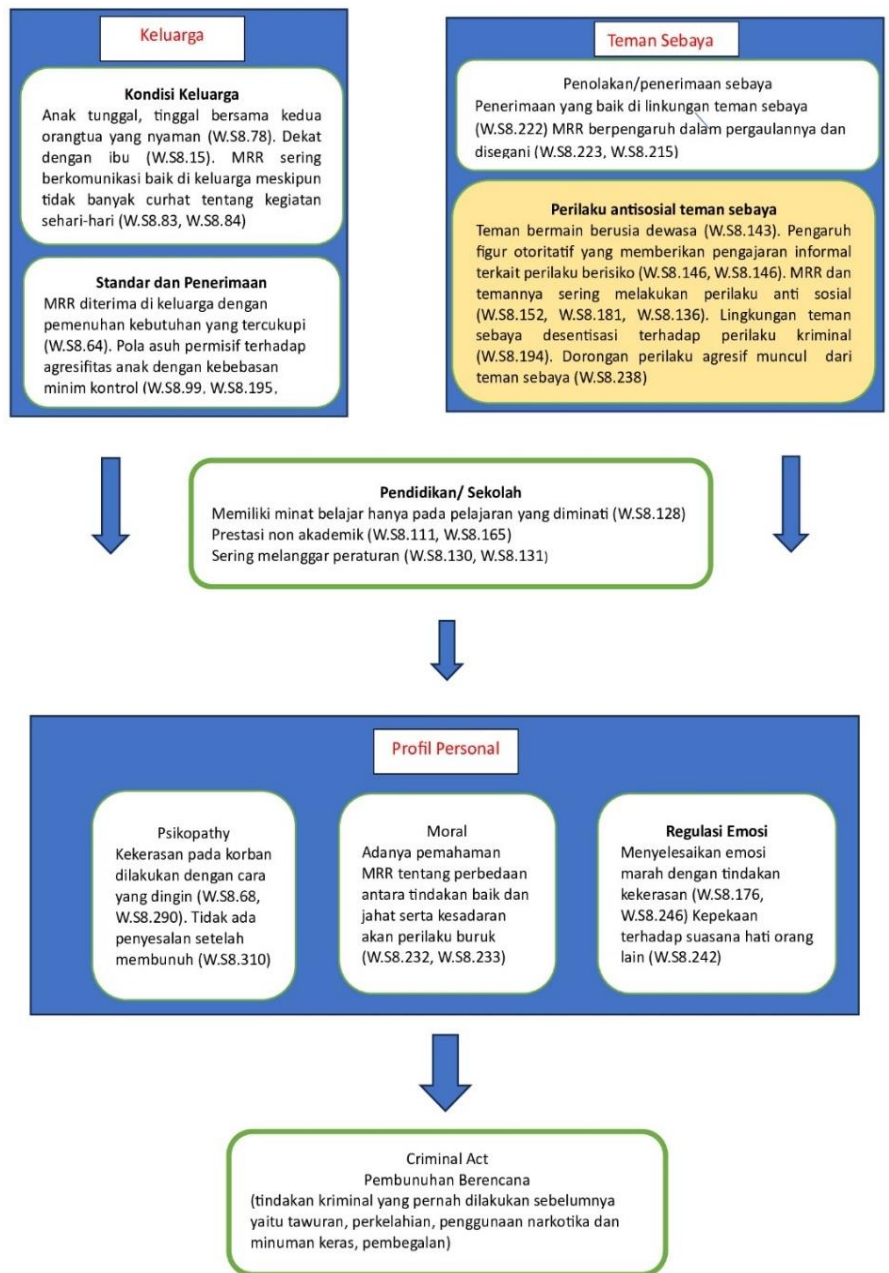 Keluarga
Kondisi Keluarga
Anak tunggal, tinggal bersama kedua
orangtua yang nyaman (W.S8.78). Dekat
dengan ibu (W.S8.15). MRR sering
berkomunikasi baik di keluarga meskipun
tidak banyak curhat tentang kegiatan
sehari-hari (W.S8.83, W.S8.84)
Standar dan Penerimaan
MRR diterima di keluarga dengan
pemenuhan kebutuhan yang tercukupi
(W.S8.64). Pola asuh permisif terhadap
agresifitas anak dengan kebebasan
minim kontrol (W.S8.99, W.S8.195,
Teman Sebaya
Penolakan/penerimaan sebaya
Penerimaan yang baik di linkungan teman sebaya
(W.S8.222) MRR berpengaruh dalam pergaulannya dan
disegani (W.S8.223, W.S8.215)
Perilaku antisosial teman sebaya
Teman bermain berusia dewasa (W.S8.143). Pengaruh
figur otoritatif yang memberikan pengajaran informal
terkait perilaku berisiko (W.S8.146, W.S8.146). MRR dan
temannya sering melakukan perilaku anti sosial
(W.S8.152, W.S8.181, W.S8.136). Lingkungan teman
sebaya desentisasi terhadap perilaku kriminal
(W.S8.194). Dorongan perilaku agresif muncul dari
teman sebaya (W.S8.238)
Pendidikan/ Sekolah
Memiliki minat belajar hanya pada pelajaran yang diminati (W.S8.128)
Prestasi non akademik (W.S8.111, W.S8.165)
Sering melanggar peraturan (W.S8.130, W.S8.131)
Profil Personal
Psikopathy
Kekerasan pada korban
dilakukan dengan cara
yang dingin (W.S8.68,
W.S8.290). Tidak ada
penyesalan setelah
membunuh (W.S8.310)
Moral
Adanya pemahaman
MRR tentang perbedaan
antara tindakan baik dan
jahat serta kesadaran
akan perilaku buruk
(W.S8.232, W.S8.233)
Regulasi Emosi
Menyelesaikan emosi
marah dengan tindakan
kekerasan (W.S8.176,
W.S8.246) Kepekaan
terhadap suasana hati orang
lain (W.S8.242)
Criminal Act
Pembunuhan Berencana
(tindakan kriminal yang pernah dilakukan sebelumnya
yaitu tawuran, perkelahian, penggunaan narkotika dan
minuman keras, pembegalan)